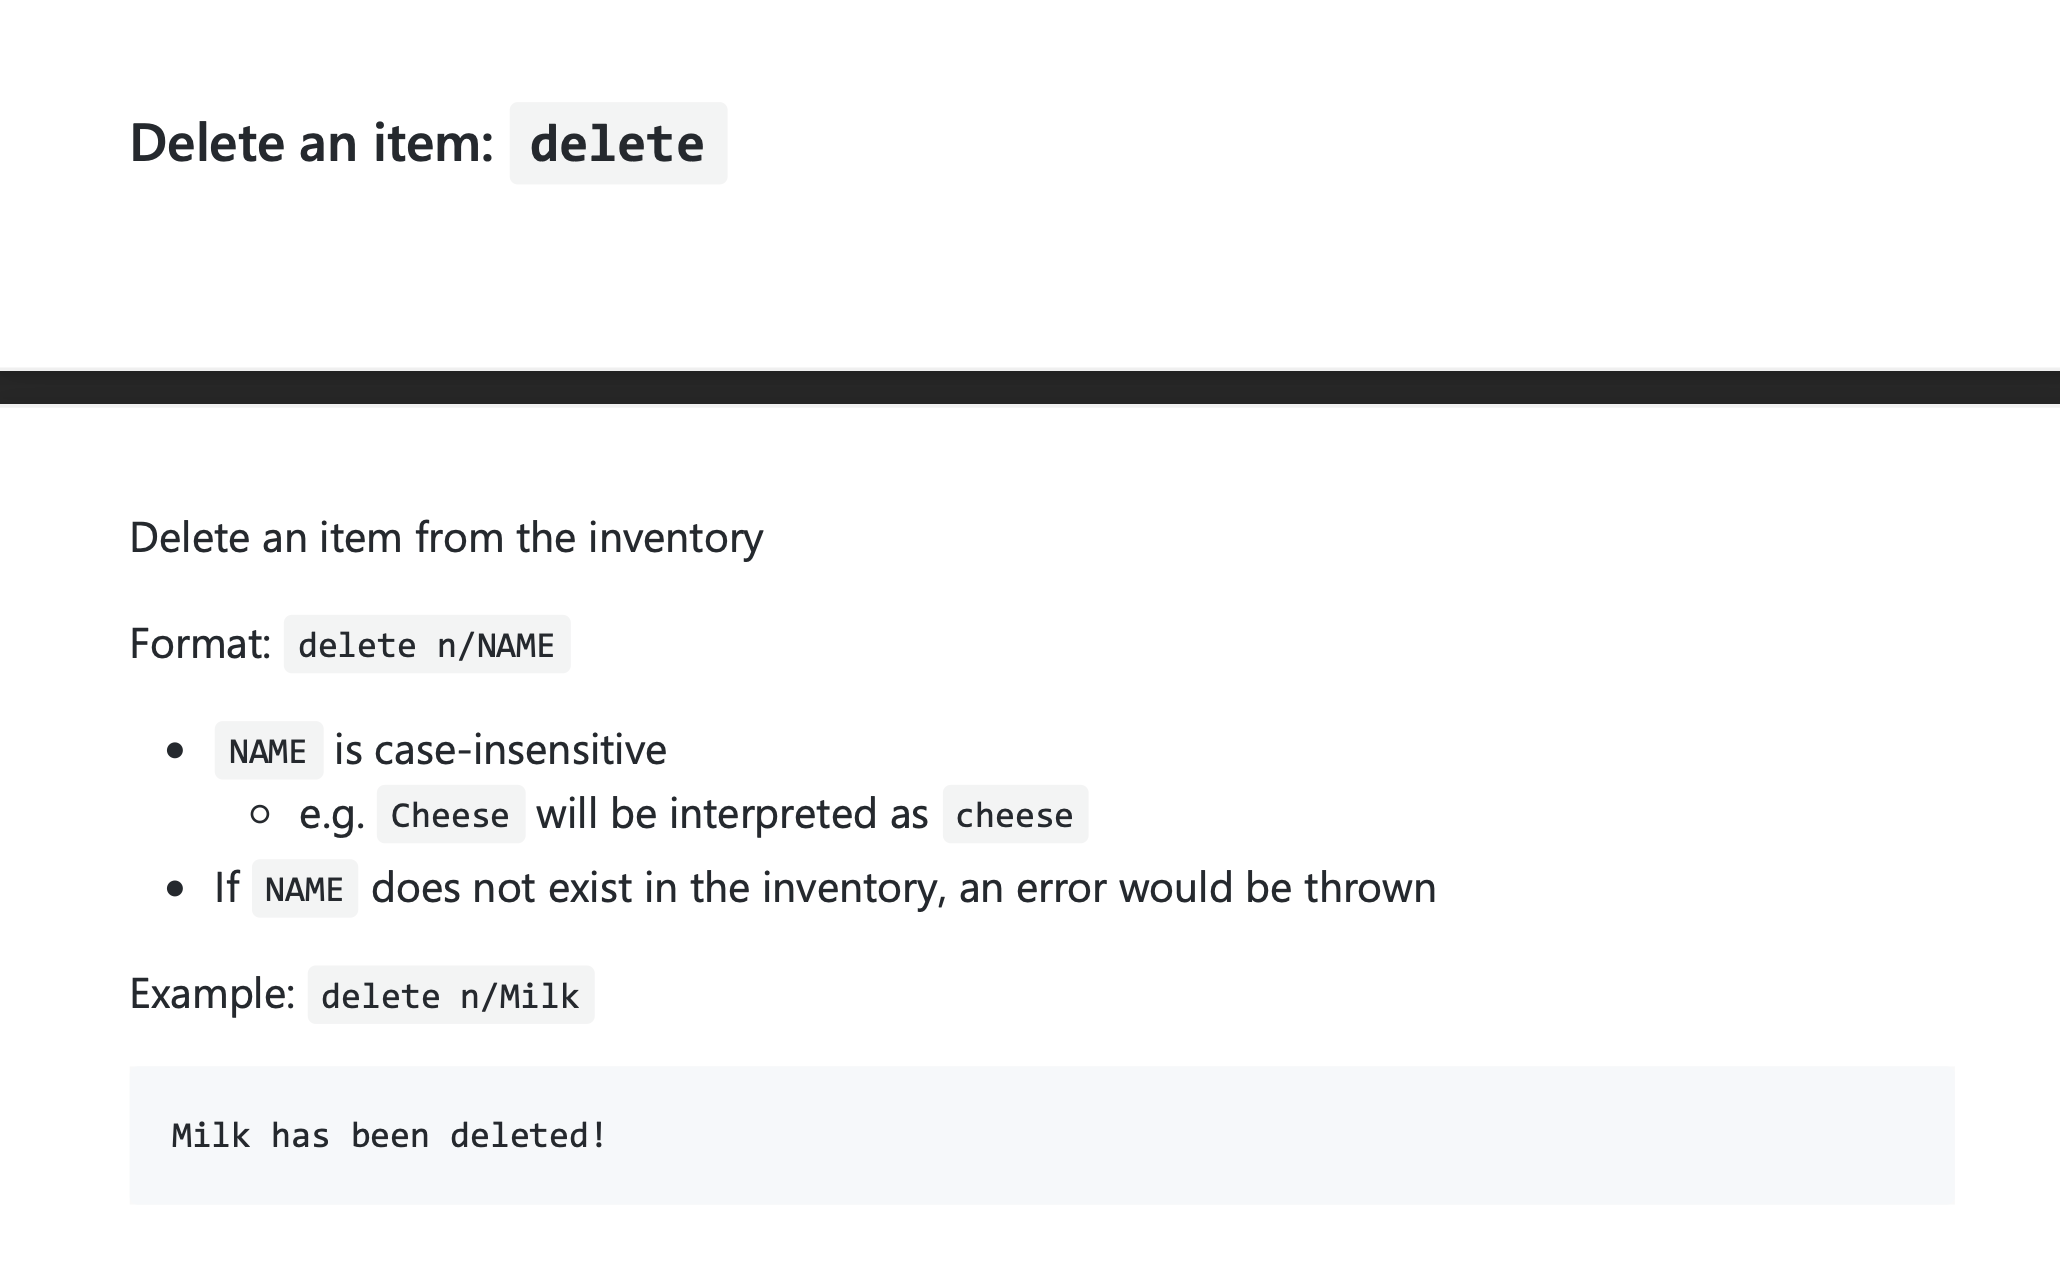 Delete an item: delete
Delete an item from the inventory
Format: delete n/NAME
NAME is case-insensitive
e.g. Cheese will be interpreted as cheese
If NAME does not exist in the inventory, an error would be thrown
Example: delete n/Milk
Milk has been deleted!